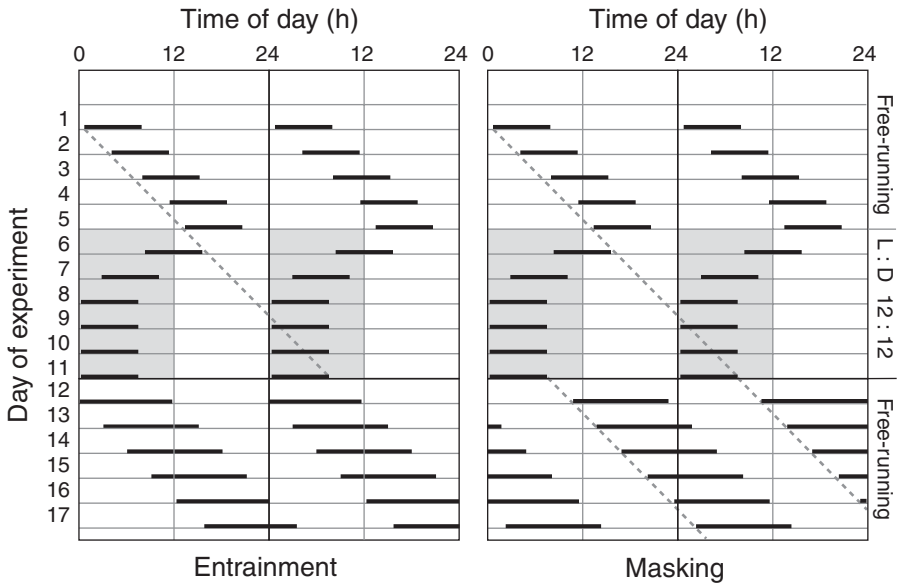 Time of day (h)
0 12 24 12 24
Time of day (h)
0 12 24 12 24
Day of experiment
1
2
3
4
5
6
7
8
9
10
11
12
13
14
15
16
17
Free-running
L : D 12 : 12
Free-running
Entrainment
Masking